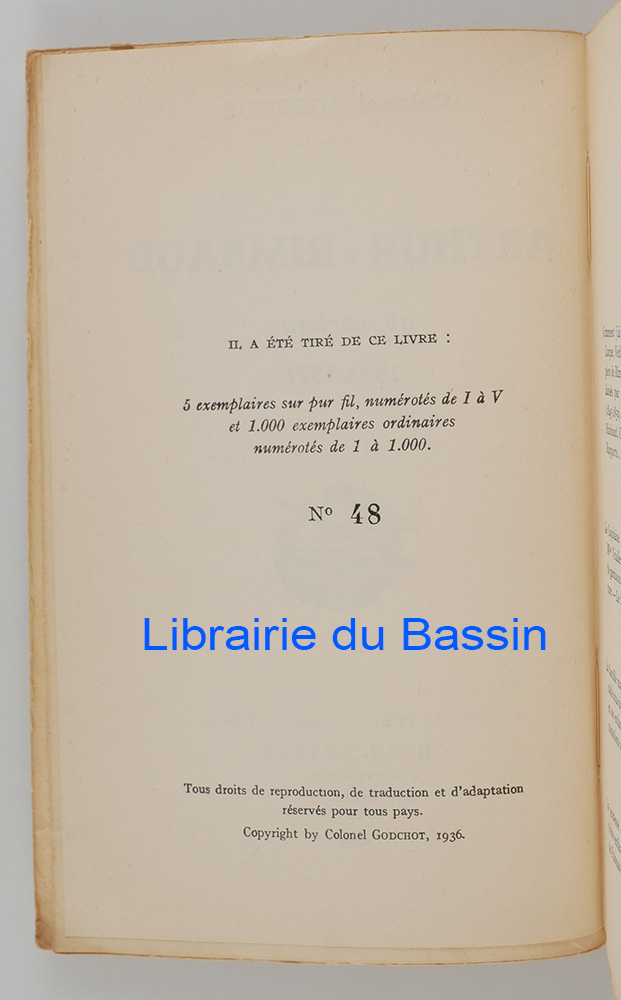 IL A ÉTÉ TIRÉ DE CE LIVRE :
5 exemplaires sur pur fil, numérotés de I à V
et 1.000 exemplaires ordinaires
numérotés de 1 à 1.000.
Nº 48
Librairie du Bassin
Tous droits de reproduction, de traduction et d'adaptation
réservés pour tous pays.
Copyright by Colonel GODCHOT, 1936.